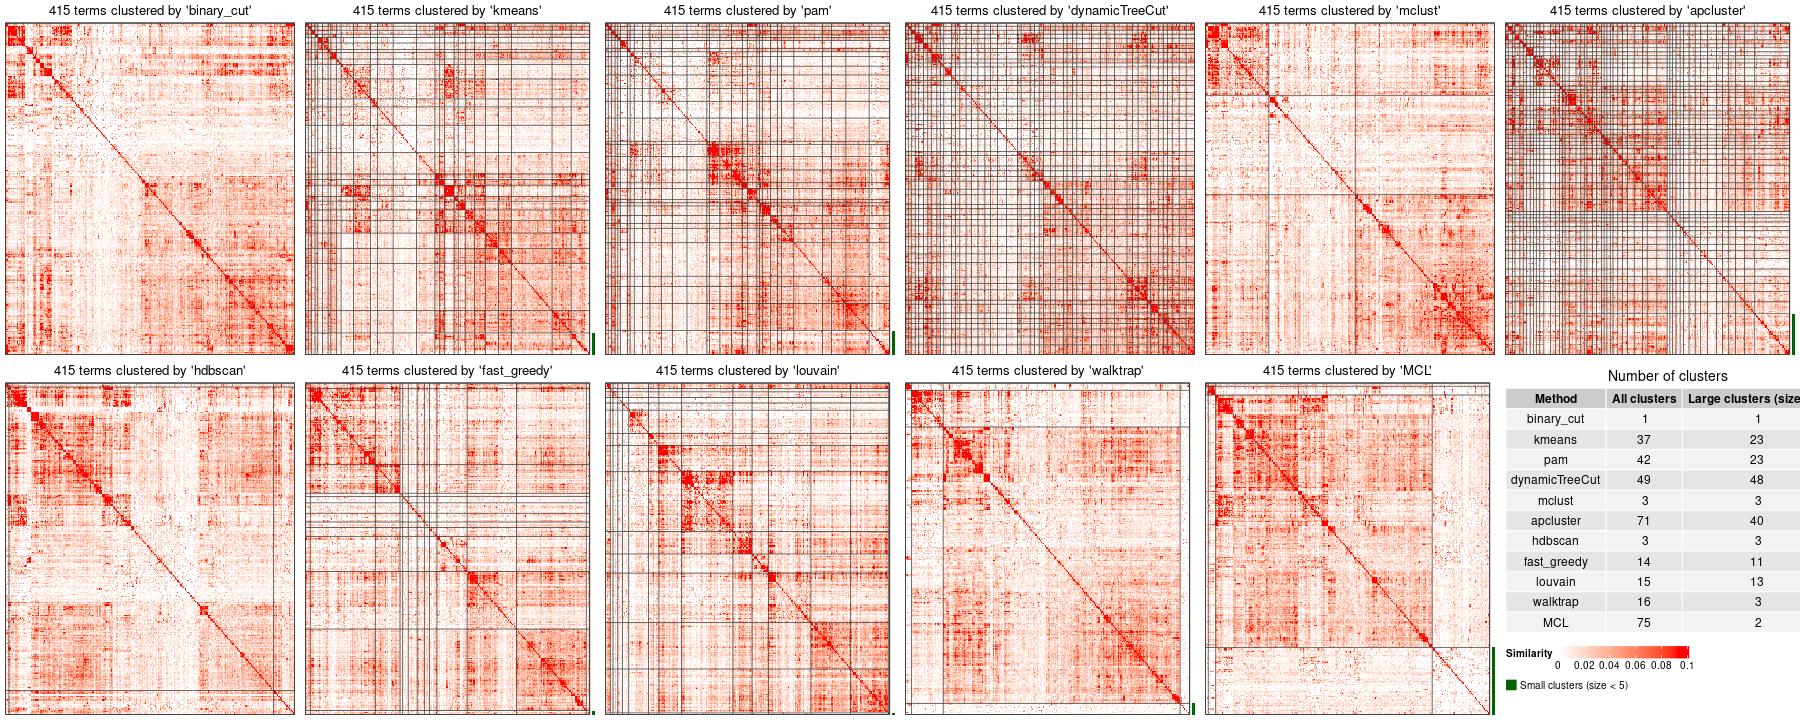 415 terms clustered by 'binary_cut'
415 terms clustered by 'kmeans'
415 terms clustered by 'pam'
415 terms clustered by 'dynamicTreeCut'
415 terms clustered by 'mclust'
415 terms clustered by 'apcluster'
415 terms clustered by 'hdbscan'
415 terms clustered by 'fast_greedy'
415 terms clustered by 'louvain'
415 terms clustered by 'walktrap'
415 terms clustered by 'MCL'
Number of clusters
Method All clusters Large clusters (size
binary_cut 1 1
kmeans 37 23
pam 42 23
dynamicTreeCut 49 48
mclust 3 3
apcluster 71 40
hdbscan 3 3
fast_greedy 14 11
louvain 15 13
walktrap 16 3
MCL 75 2
Similarity
0 0.02 0.04 0.06 0.08 0.1
Small clusters (size < 5)